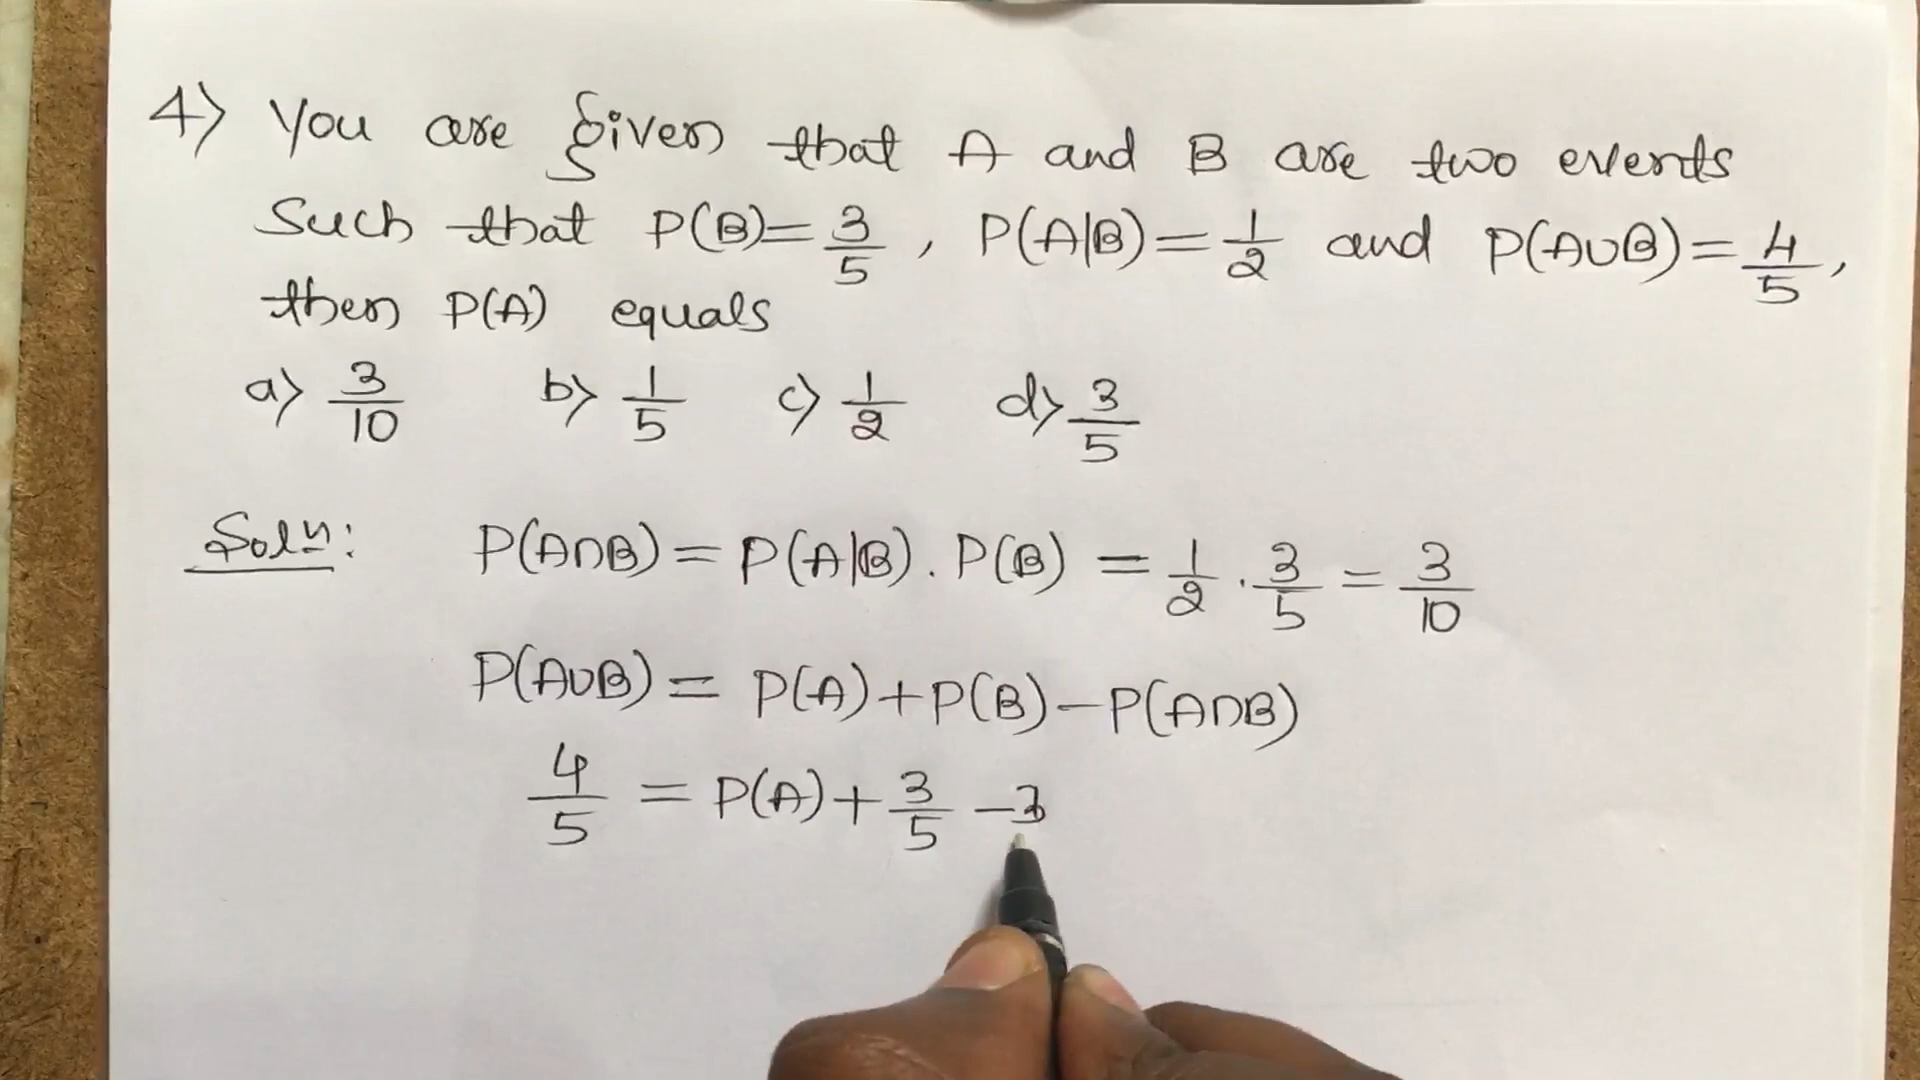 4) You are given that A and B are two events
Such that P(B)=3/5, P(A|B)=1/2 and P(A∪B)=4/5,
then P(A) equals
a) 3/10 b) 1/5 c) 1/2 d) 3/5
Soln: P(A∩B)=P(A|B).P(B) = 1/2 . 3/5 = 3/10
P(A∪B)= P(A)+P(B)-P(A∩B)
4/5 = P(A)+ 3/5 -3